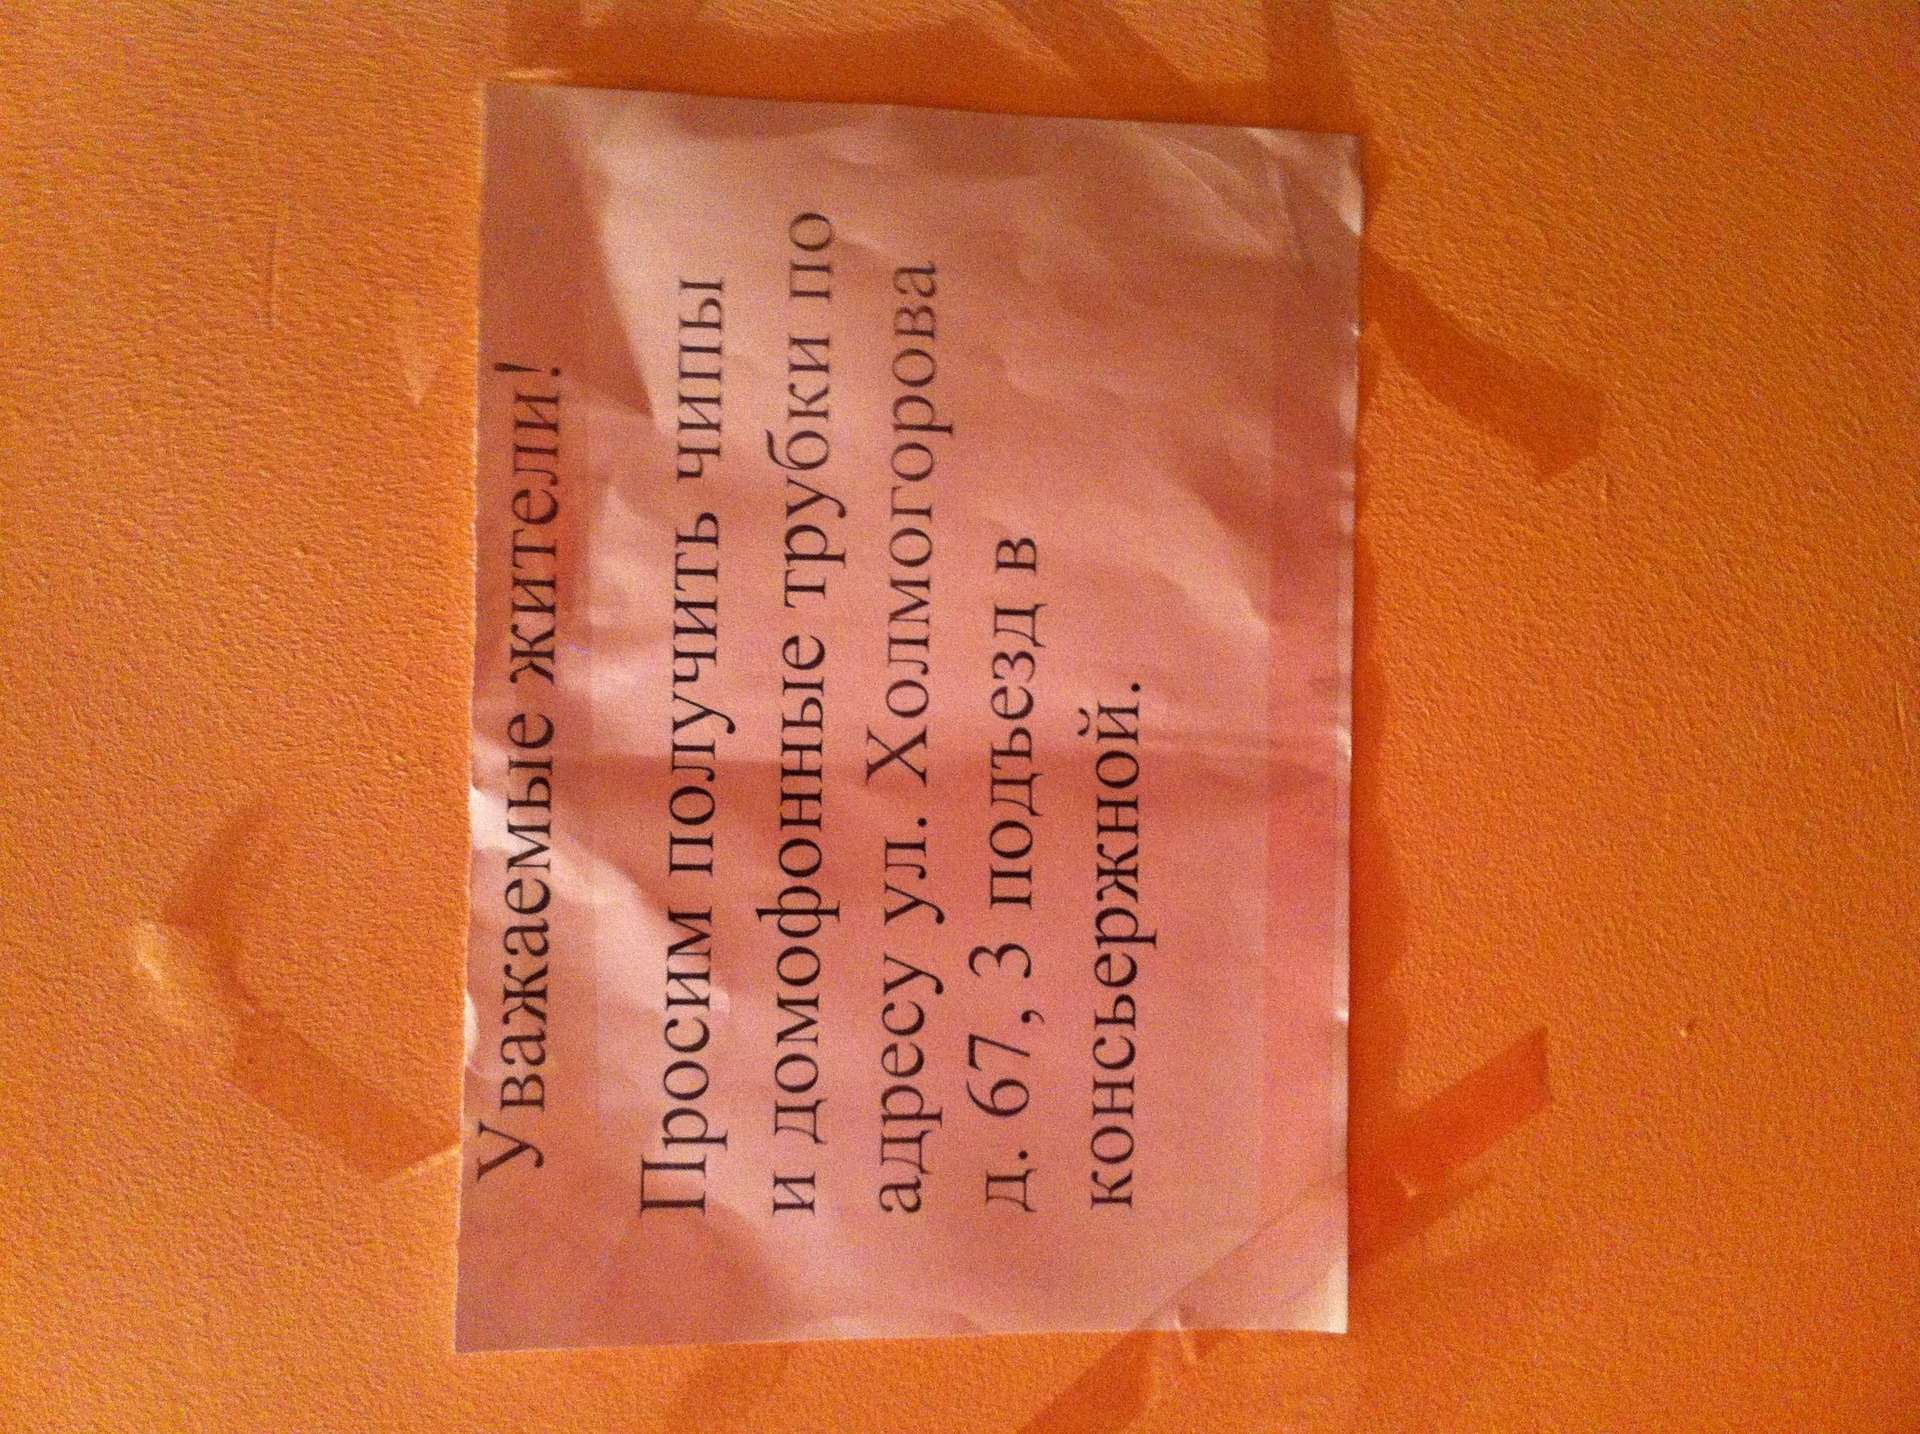 Уважаемые жители!
Просим получить чипы
и домофонные трубки по
адресу ул. Холмогорова
д. 67, 3 подъезд в
консьержной.